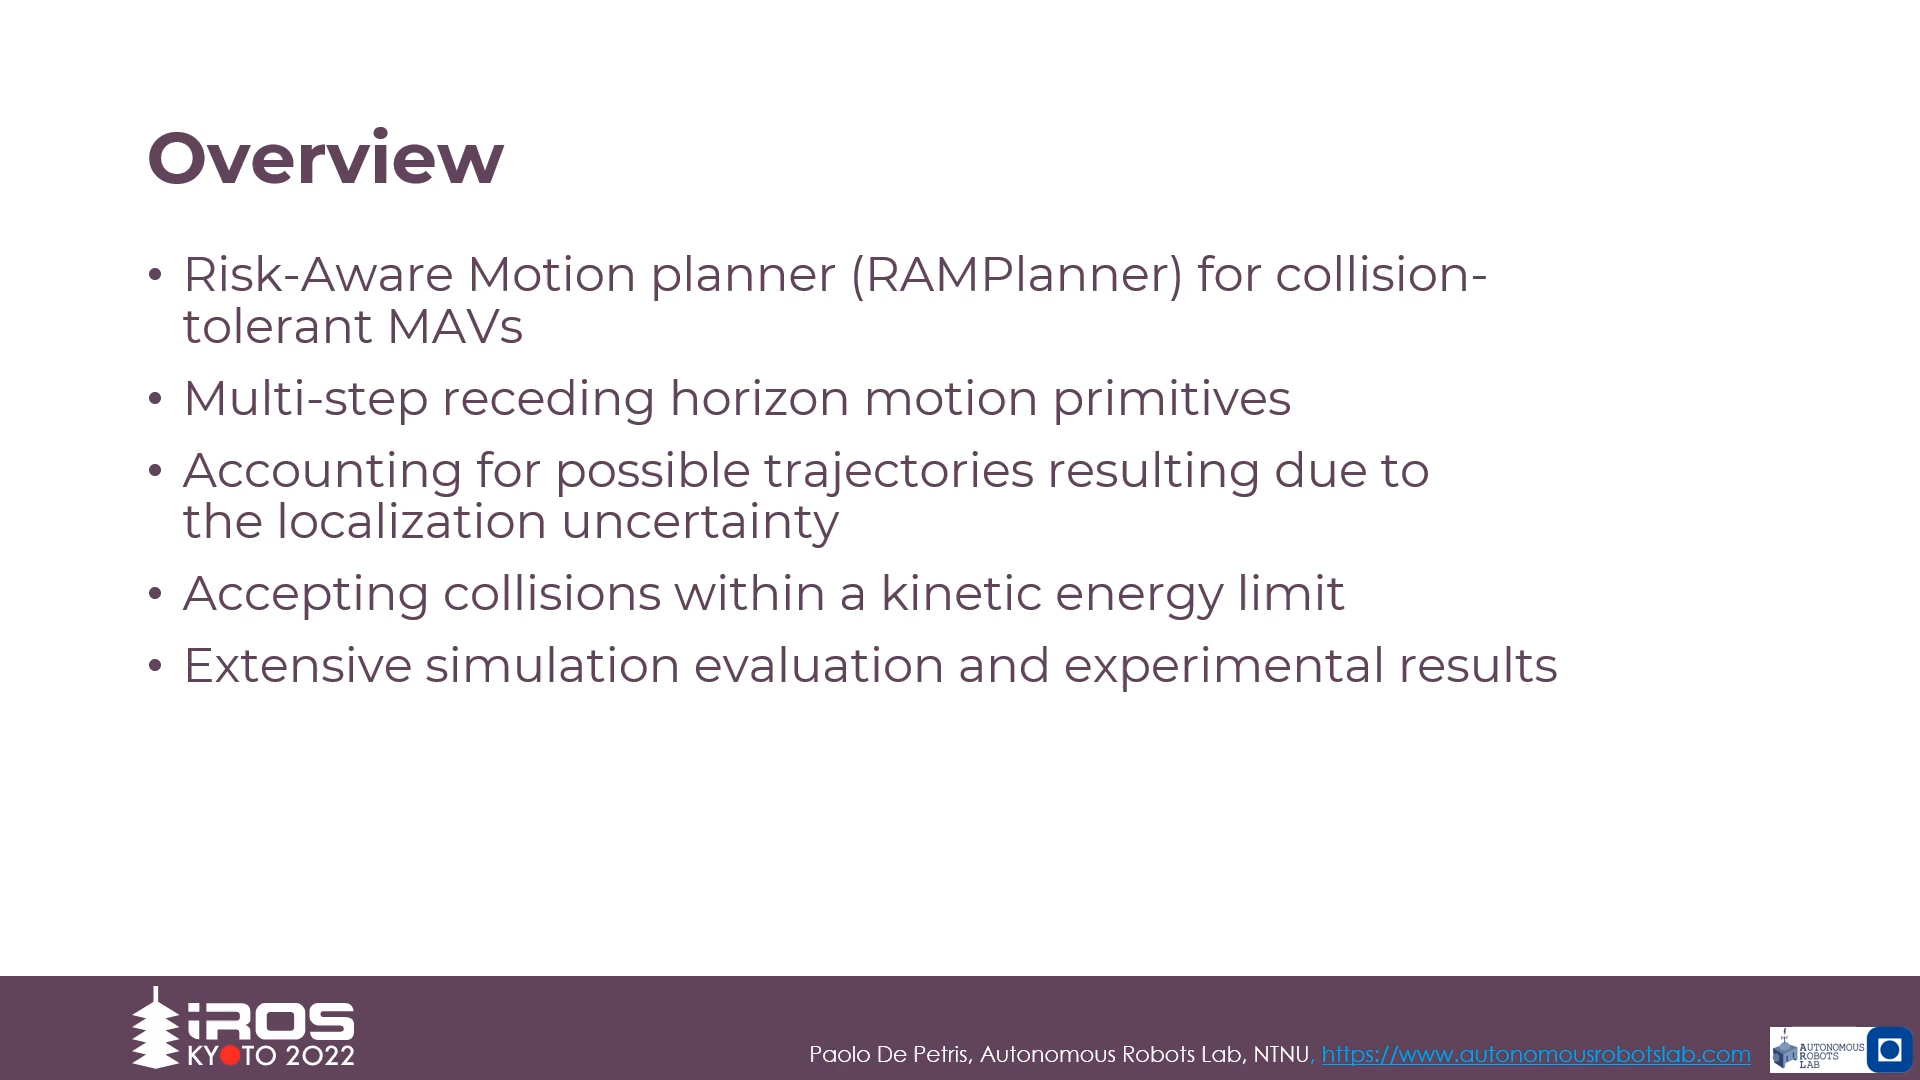 Overview
• Risk-Aware Motion planner (RAMPlanner) for collision-
tolerant MAVs
• Multi-step receding horizon motion primitives
• Accounting for possible trajectories resulting due to
the localization uncertainty
• Accepting collisions within a kinetic energy limit
• Extensive simulation evaluation and experimental results
iROS
KYOTO 2022
Paolo De Petris, Autonomous Robots Lab, NTNU, https://www.autonomousrobotslab.com
AUTONOMOUS
ROBOTS
LAB